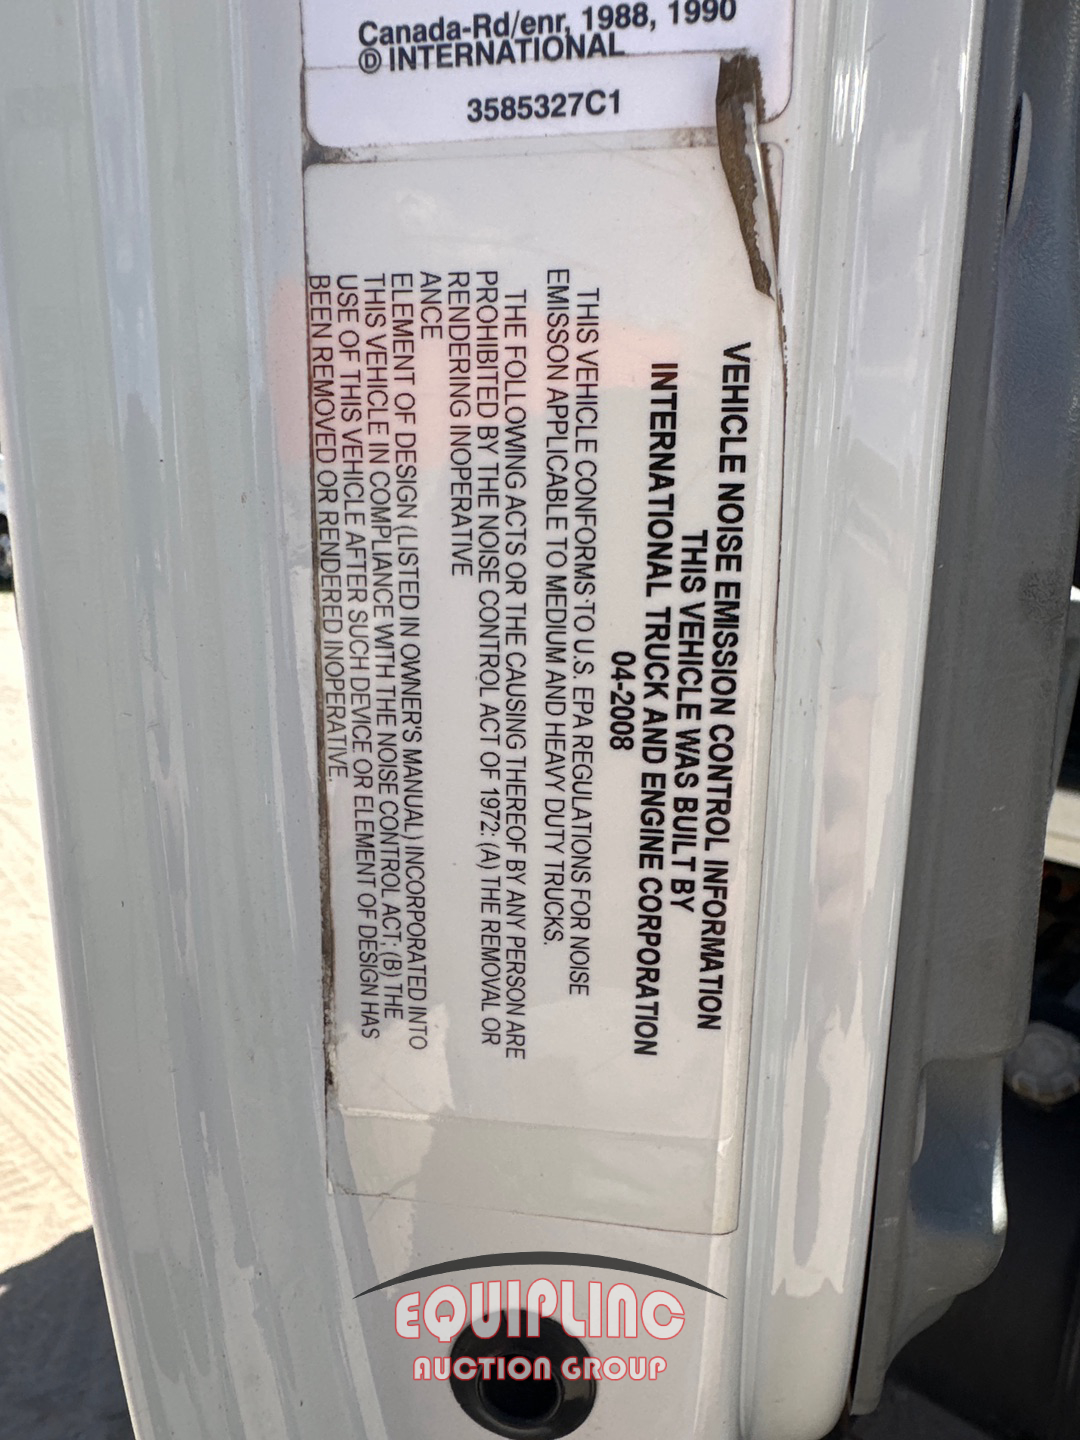 Canada-Rd/enr, 1988, 1990
Ⓓ INTERNATIONAL
3585327C1
VEHICLE NOISE EMISSION CONTROL INFORMATION
THIS VEHICLE WAS BUILT BY
INTERNATIONAL TRUCK AND ENGINE CORPORATION
04-2008
THIS VEHICLE CONFORMS TO U.S. EPA REGULATIONS FOR NOISE
EMISSON APPLICABLE TO MEDIUM AND HEAVY DUTY TRUCKS.
THE FOLLOWING ACTS OR THE CAUSING THEREOF BY ANY PERSON ARE
PROHIBITED BY THE NOISE CONTROL ACT OF 1972: (A) THE REMOVAL OR
RENDERING INOPERATIVE
ANCE
ELEMENT OF DESIGN (LISTED IN OWNER'S MANUAL) INCORPORATED INTO
THIS VEHICLE IN COMPLIANCE WITH THE NOISE CONTROL ACT; (B) THE
USE OF THIS VEHICLE AFTER SUCH DEVICE OR ELEMENT OF DESIGN HAS
BEEN REMOVED OR RENDERED INOPERATIVE.
EQUIPLINC
AUCTION GROUP